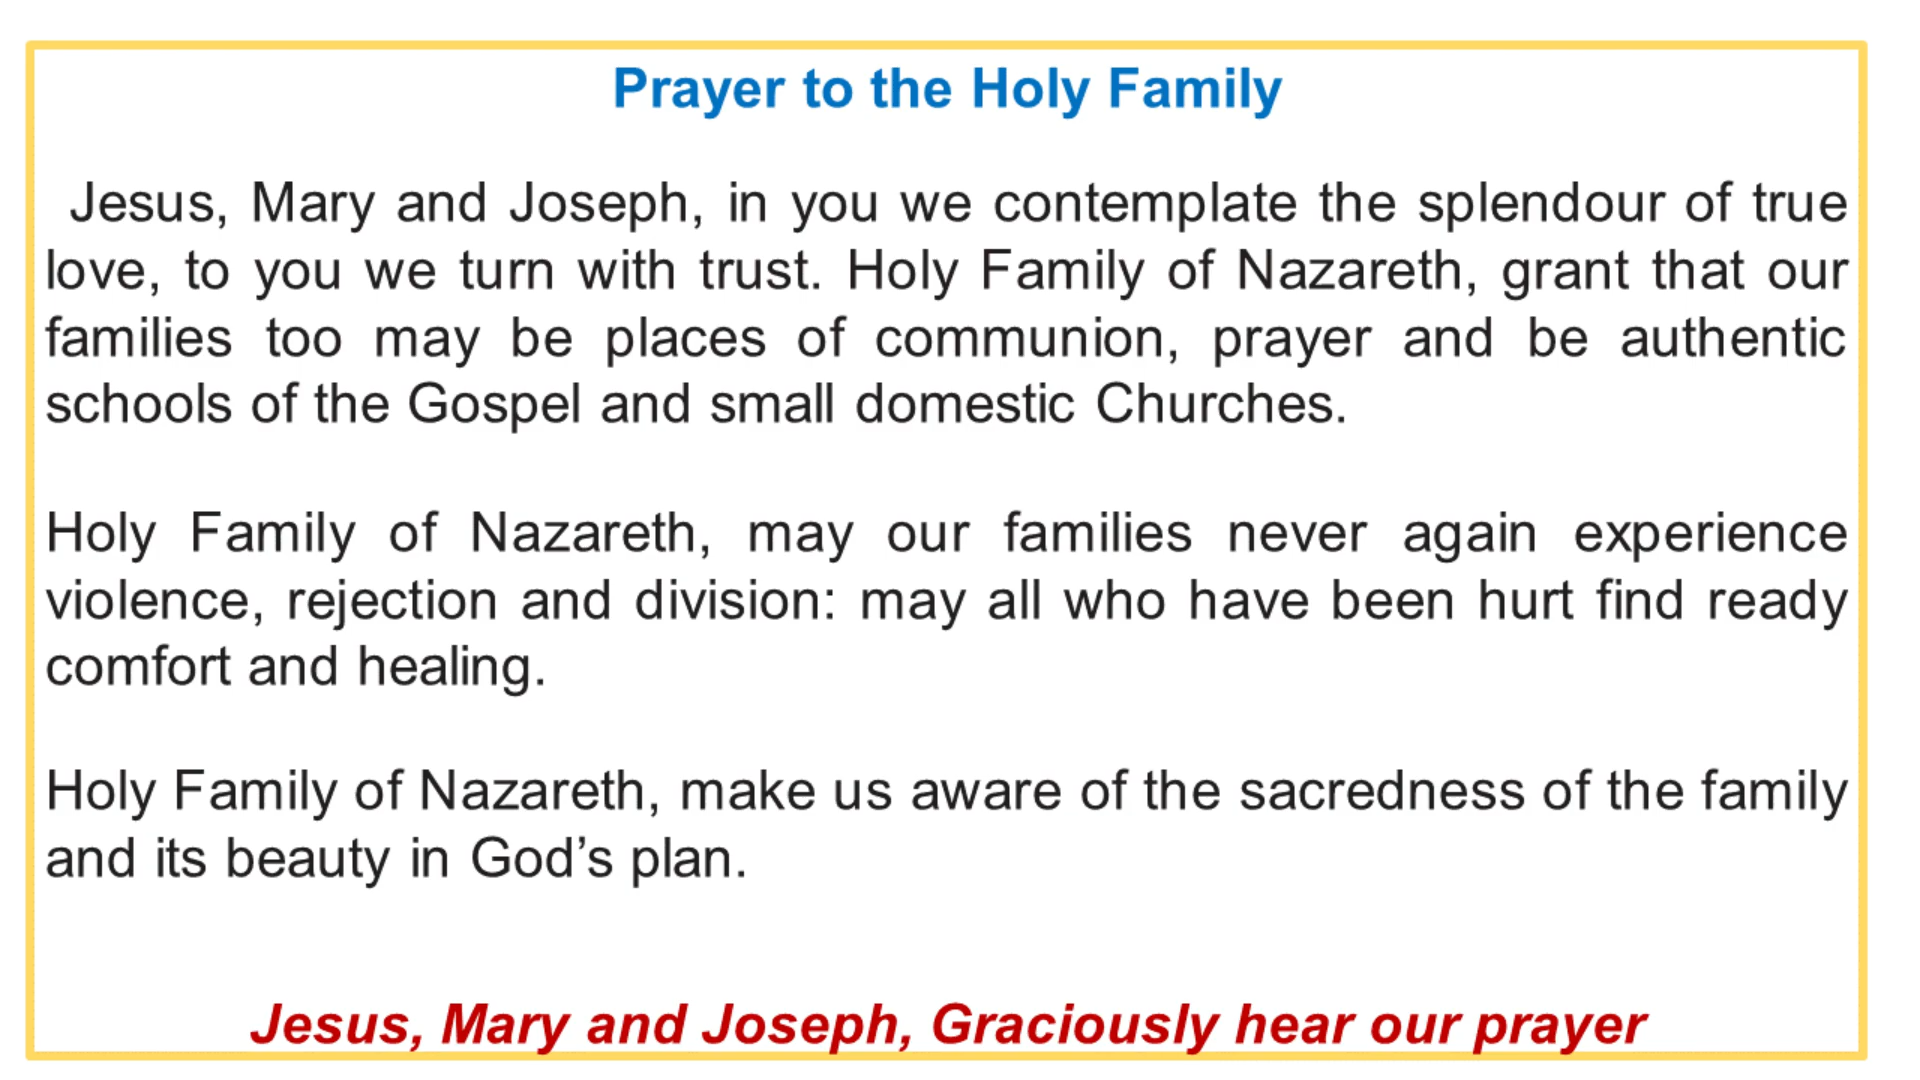 Prayer to the Holy Family
Jesus, Mary and Joseph, in you we contemplate the splendour of true
love, to you we turn with trust. Holy Family of Nazareth, grant that our
families too may be places of communion, prayer and be authentic
schools of the Gospel and small domestic Churches.
Holy Family of Nazareth, may our families never again experience
violence, rejection and division: may all who have been hurt find ready
comfort and healing.
Holy Family of Nazareth, make us aware of the sacredness of the family
and its beauty in God’s plan.
Jesus, Mary and Joseph, Graciously hear our prayer